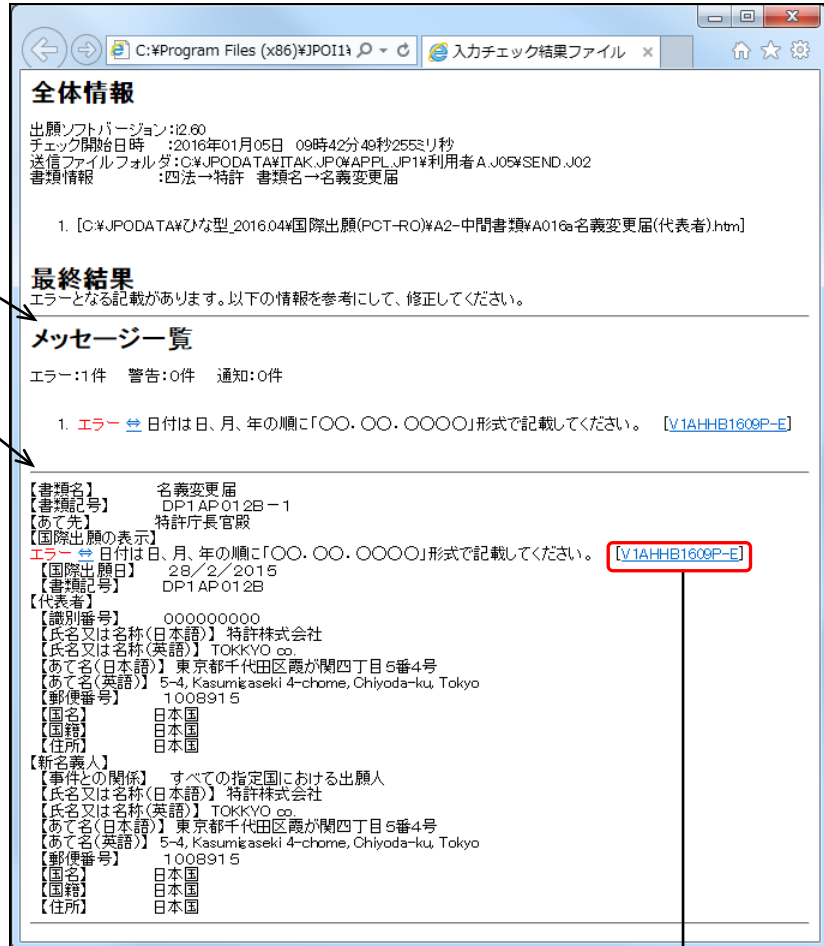 C:¥Program Files (x86)¥JPOI1¥
入力チェック結果ファイル
全体情報
出願ソフトバージョン:i2.60
チェック開始日時 :2016年01月05日 09時42分49秒255ミリ秒
送信ファイルフォルダ:C:¥JPODATA¥ITAK.JP0¥APPL.JP1¥利用者A.J05¥SEND.J02
書類情報 :四法→特許 書類名→名義変更届
1. [C:¥JPODATA¥ひな型_2016.04¥国際出願(PCT-RO)¥A2-中間書類¥A016a名義変更届(代表者).htm]
最終結果
エラーとなる記載があります。以下の情報を参考にして、修正してください。
メッセージ一覧
エラー:1件 警告:0件 通知:0件
1. エラー ⇔ 日付は日、月、年の順に「〇〇.〇〇.〇〇〇〇」形式で記載してください。 [V1AHHB1609P-E]
【書類名】 名義変更届
【書類記号】 DP1AP012B-1
【あて先】 特許庁長官殿
【国際出願の表示】
エラー ⇔ 日付は日、月、年の順に「〇〇.〇〇.〇〇〇〇」形式で記載してください。 [V1AHHB1609P-E]
【国際出願日】 28/2/2015
【書類記号】 DP1AP012B
【代表者】
【識別番号】 000000000
【氏名又は名称(日本語)】 特許株式会社
【氏名又は名称(英語)】 TOKKYO co.
【あて名(日本語)】 東京都千代田区霞が関四丁目5番4号
【あて名(英語)】 5-4, Kasumigaseki 4-chome, Chiyoda-ku, Tokyo
【郵便番号】 1008915
【国名】 日本国
【国籍】 日本国
【住所】 日本国
【新名義人】
【事件との関係】 すべての指定国における出願人
【氏名又は名称(日本語)】 特許株式会社
【氏名又は名称(英語)】 TOKKYO co.
【あて名(日本語)】 東京都千代田区霞が関四丁目5番4号
【あて名(英語)】 5-4, Kasumigaseki 4-chome, Chiyoda-ku, Tokyo
【郵便番号】 1008915
【国名】 日本国
【国籍】 日本国
【住所】 日本国